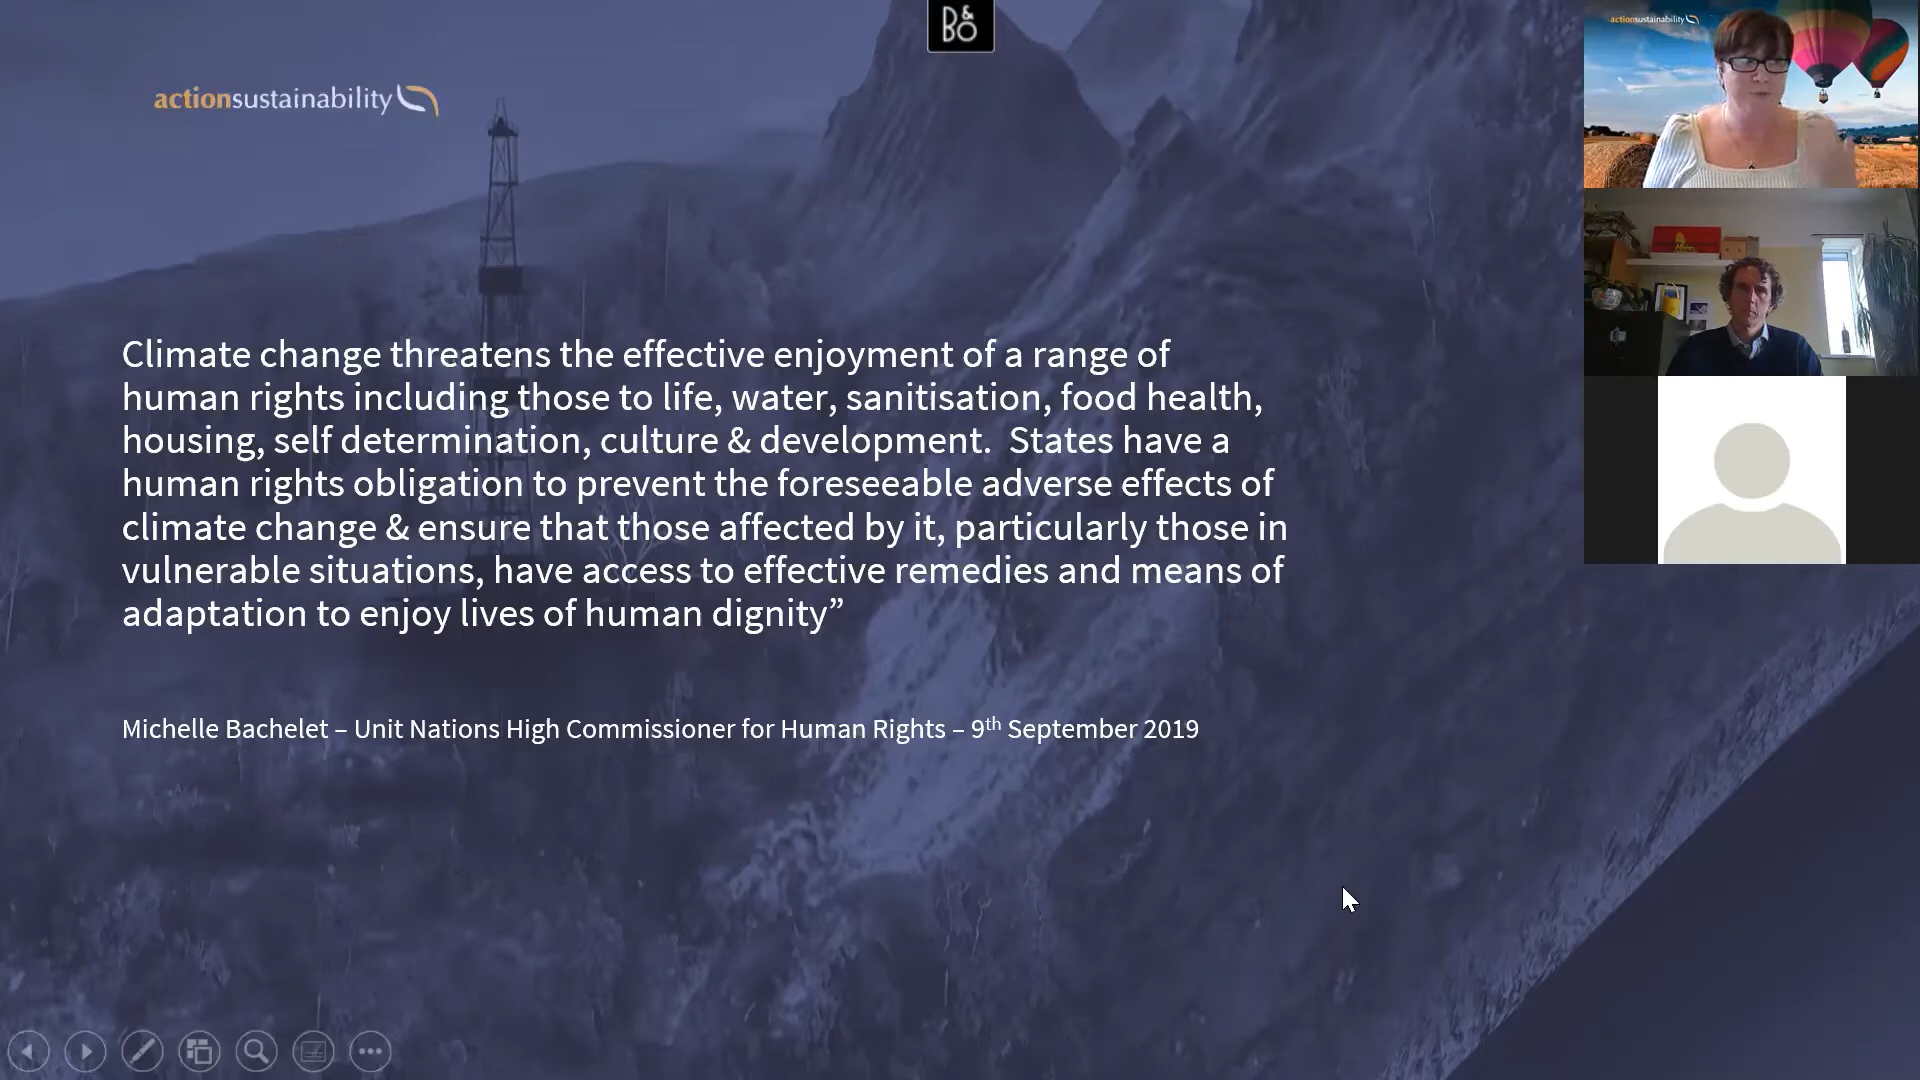 B&O
actionsustainability
actionsustainability
Climate change threatens the effective enjoyment of a range of
human rights including those to life, water, sanitisation, food health,
housing, self determination, culture & development.  States have a
human rights obligation to prevent the foreseeable adverse effects of
climate change & ensure that those affected by it, particularly those in
vulnerable situations, have access to effective remedies and means of
adaptation to enjoy lives of human dignity”
Michelle Bachelet – Unit Nations High Commissioner for Human Rights – 9th September 2019